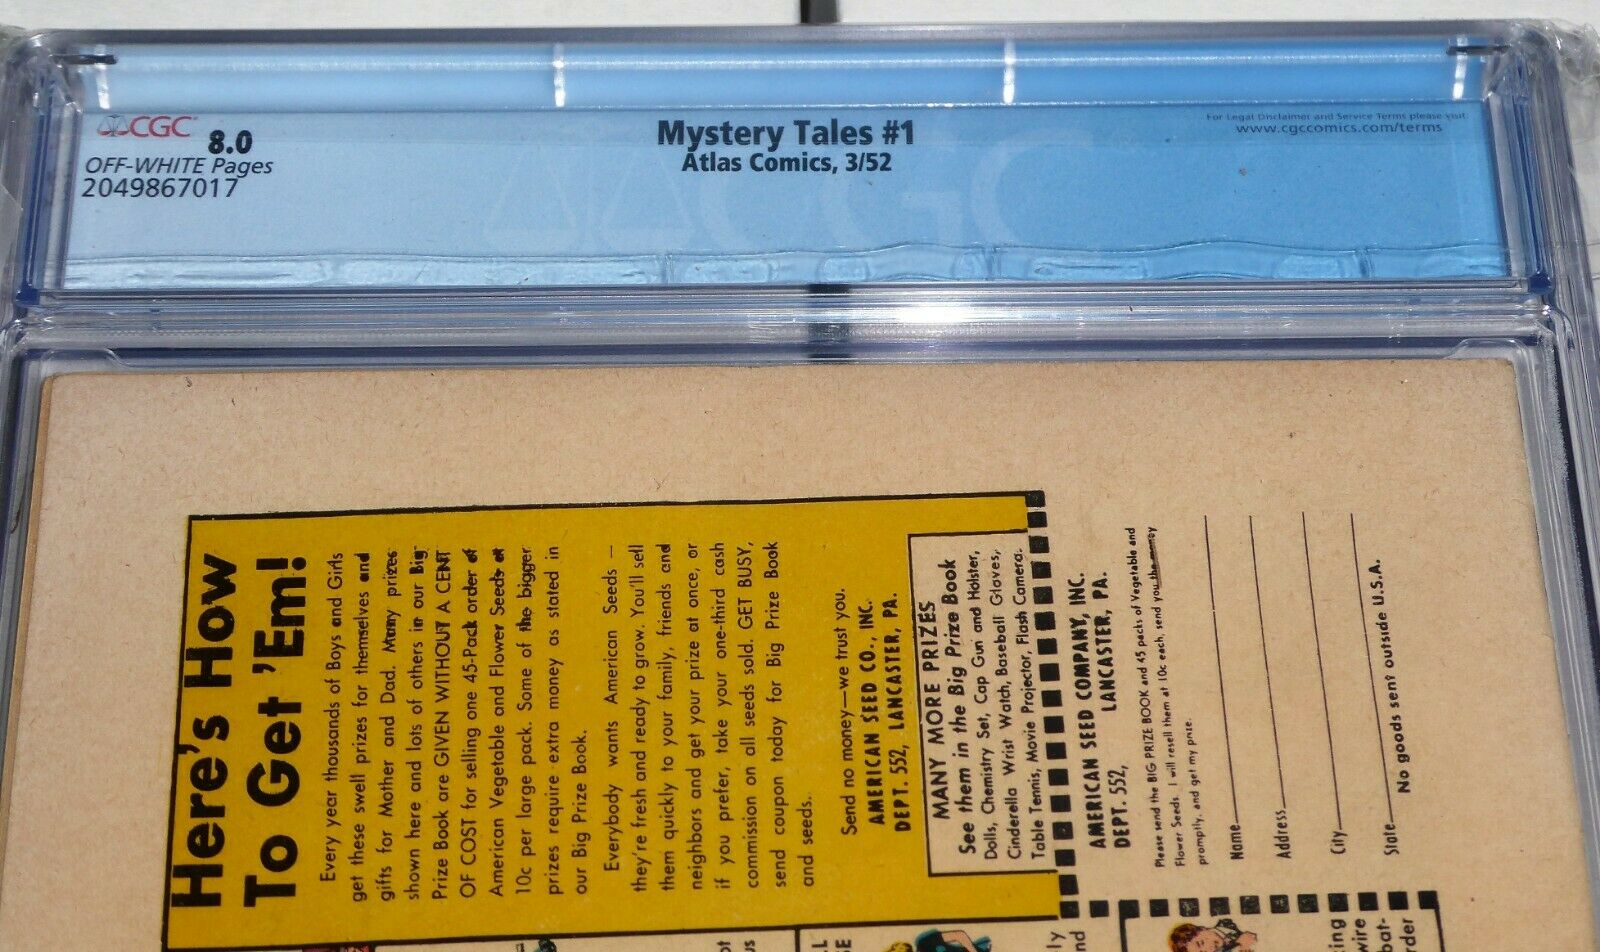 CGC 8.0
OFF-WHITE Pages
2049867017
Mystery Tales #1
Atlas Comics, 3/52
For Legal Disclaimer and Service Terms please visit:
www.cgccomics.com/terms
CGC
Here's How
To Get 'Em!
Every year thousands of Boys and Girls
get these swell prizes for themselves and
gifts for Mother and Dad. Many prizes
shown here and lots of others in our Big
Prize Book are GIVEN WITHOUT A CENT
OF COST for selling one 45-Pack order of
American Vegetable and Flower Seeds at
10c per large pack. Some of the bigger
prizes require extra money as stated in
our Big Prize Book.
Everybody wants American Seeds —
they're fresh and ready to grow. You'll sell
them quickly to your family, friends and
neighbors and get your prize at once, or
if you prefer, take your one-third cash
commission on all seeds sold. GET BUSY,
send coupon today for Big Prize Book
and seeds.
Send no money—we trust you.
AMERICAN SEED CO., INC.
DEPT. 552, LANCASTER, PA.
MANY MORE PRIZES
See them in the Big Prize Book
Dolls, Chemistry Set, Cap Gun and Holster,
Cinderella Wrist Watch, Baseball Gloves,
Table Tennis, Movie Projector, Flash Camera.
AMERICAN SEED COMPANY, INC.
DEPT. 552, LANCASTER, PA.
Please send the BIG PRIZE BOOK and 45 packs of Vegetable and
Flower Seeds. I will resell them at 10c each, send you the money
promptly, and get my prize.
Name
Address
City
State
No goods sent outside U.S.A.